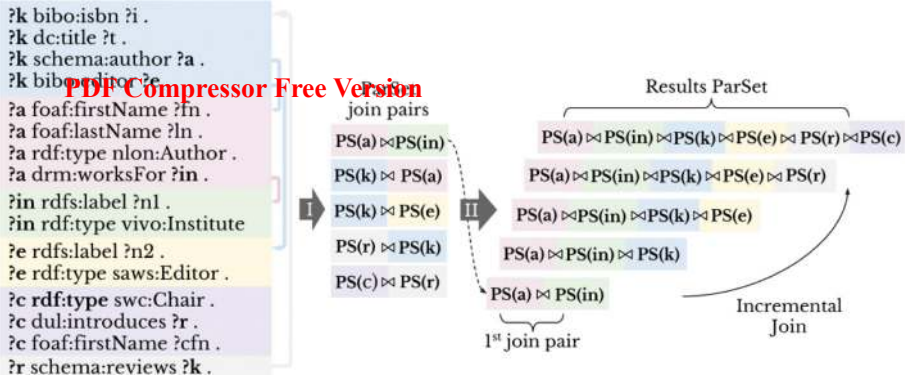 ?k bibo:isbn ?i .
?k dc:title ?t .
?k schema:author ?a .
?k bibo:editor ?e
PDF Compressor Free Version
?a foaf:firstName ?fn .
?a foaf:lastName ?ln .
?a rdf:type nlon:Author .
?a drm:worksFor ?in .
?in rdfs:label ?n1 .
?in rdf:type vivo:Institute
?e rdfs:label ?n2 .
?e rdf:type saws:Editor .
?c rdf:type swc:Chair .
?c dul:introduces ?r .
?c foaf:firstName ?cfn .
?r schema:reviews ?k .
I
ParSet
join pairs
PS(a)⋈PS(in)
PS(k)⋈PS(a)
PS(k)⋈PS(e)
PS(r)⋈PS(k)
PS(c)⋈PS(r)
II
Results ParSet
PS(a)⋈PS(in)⋈PS(k)⋈PS(e)⋈PS(r)⋈PS(c)
PS(a)⋈PS(in)⋈PS(k)⋈PS(e)⋈PS(r)
PS(a)⋈PS(in)⋈PS(k)⋈PS(e)
PS(a)⋈PS(in)⋈PS(k)
PS(a)⋈PS(in)
1st join pair
Incremental
Join